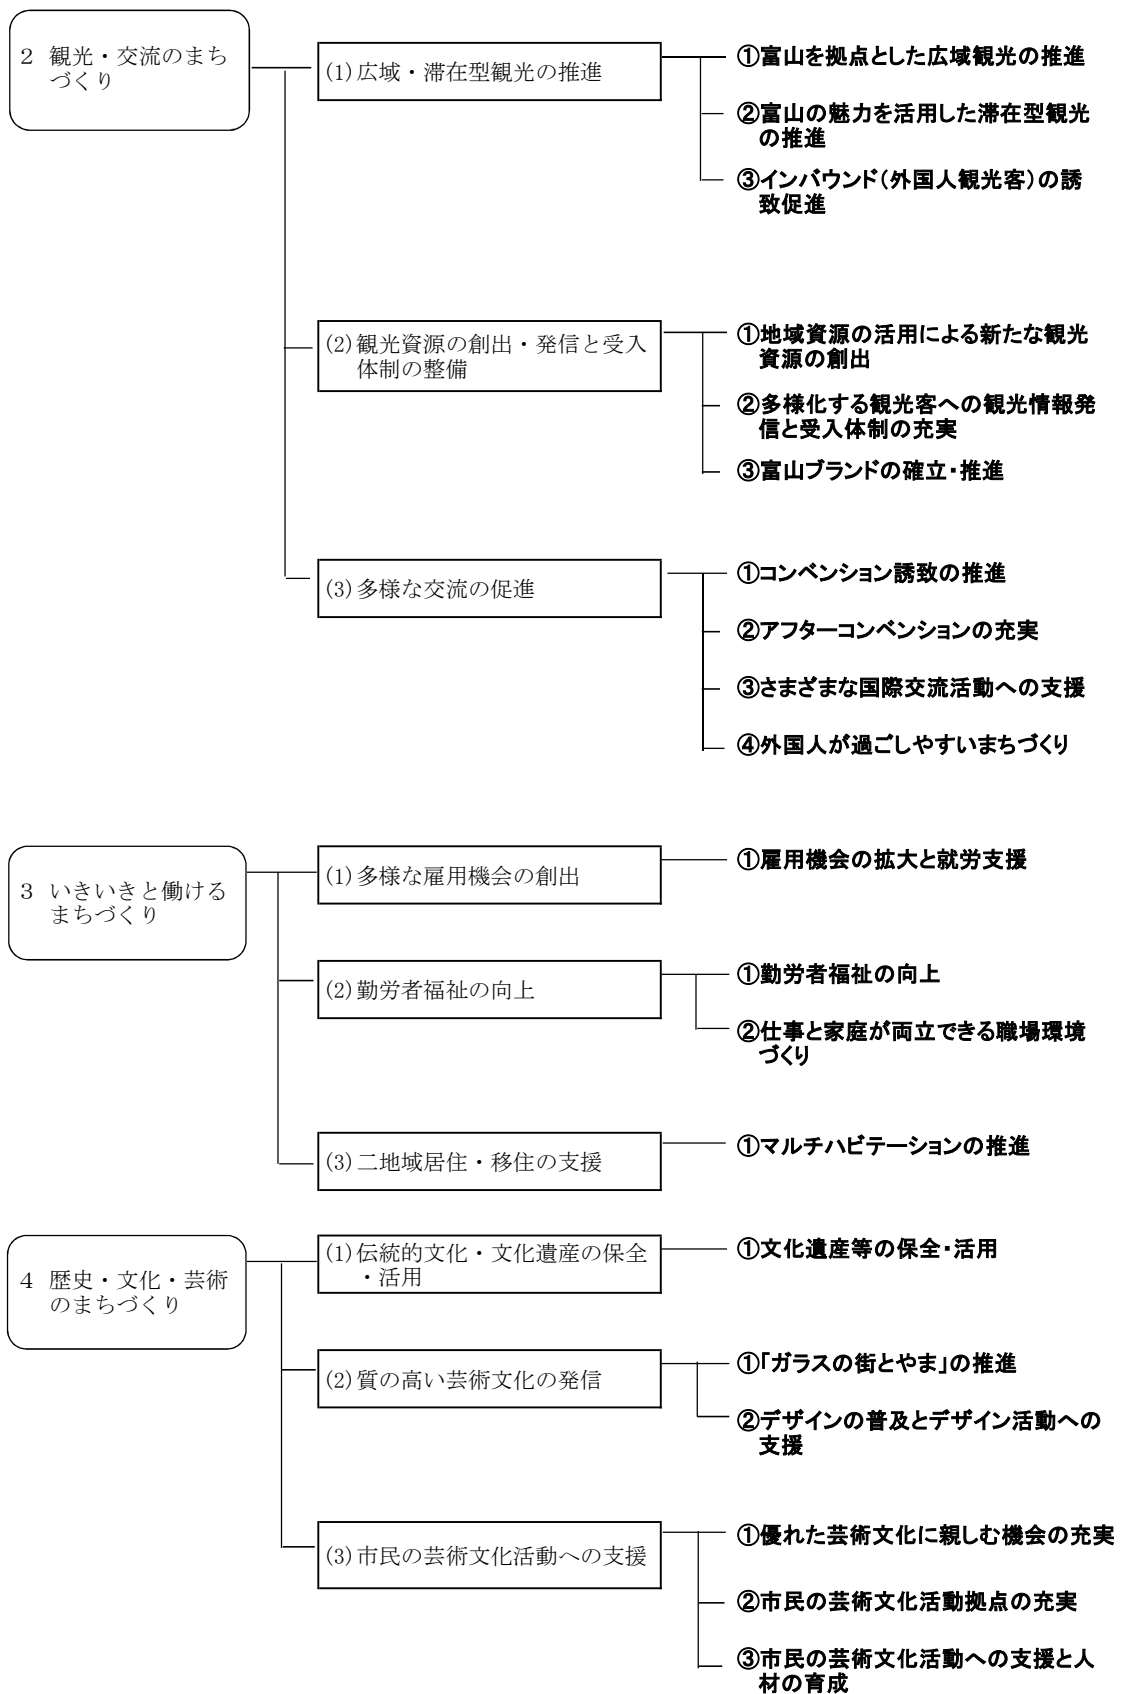 2 観光・交流のまち
づくり
(1)広域・滞在型観光の推進
①富山を拠点とした広域観光の推進
②富山の魅力を活用した滞在型観光
の推進
③インバウンド(外国人観光客)の誘
致促進
(2)観光資源の創出・発信と受入
体制の整備
①地域資源の活用による新たな観光
資源の創出
②多様化する観光客への観光情報発
信と受入体制の充実
③富山ブランドの確立・推進
(3)多様な交流の促進
①コンベンション誘致の推進
②アフターコンベンションの充実
③さまざまな国際交流活動への支援
④外国人が過ごしやすいまちづくり
3 いきいきと働ける
まちづくり
(1)多様な雇用機会の創出
①雇用機会の拡大と就労支援
(2)勤労者福祉の向上
①勤労者福祉の向上
②仕事と家庭が両立できる職場環境
づくり
(3)二地域居住・移住の支援
①マルチハビテーションの推進
4 歴史・文化・芸術
のまちづくり
(1)伝統的文化・文化遺産の保全
・活用
①文化遺産等の保全・活用
(2)質の高い芸術文化の発信
①「ガラスの街とやま」の推進
②デザインの普及とデザイン活動への
支援
(3)市民の芸術文化活動への支援
①優れた芸術文化に親しむ機会の充実
②市民の芸術文化活動拠点の充実
③市民の芸術文化活動への支援と人
材の育成